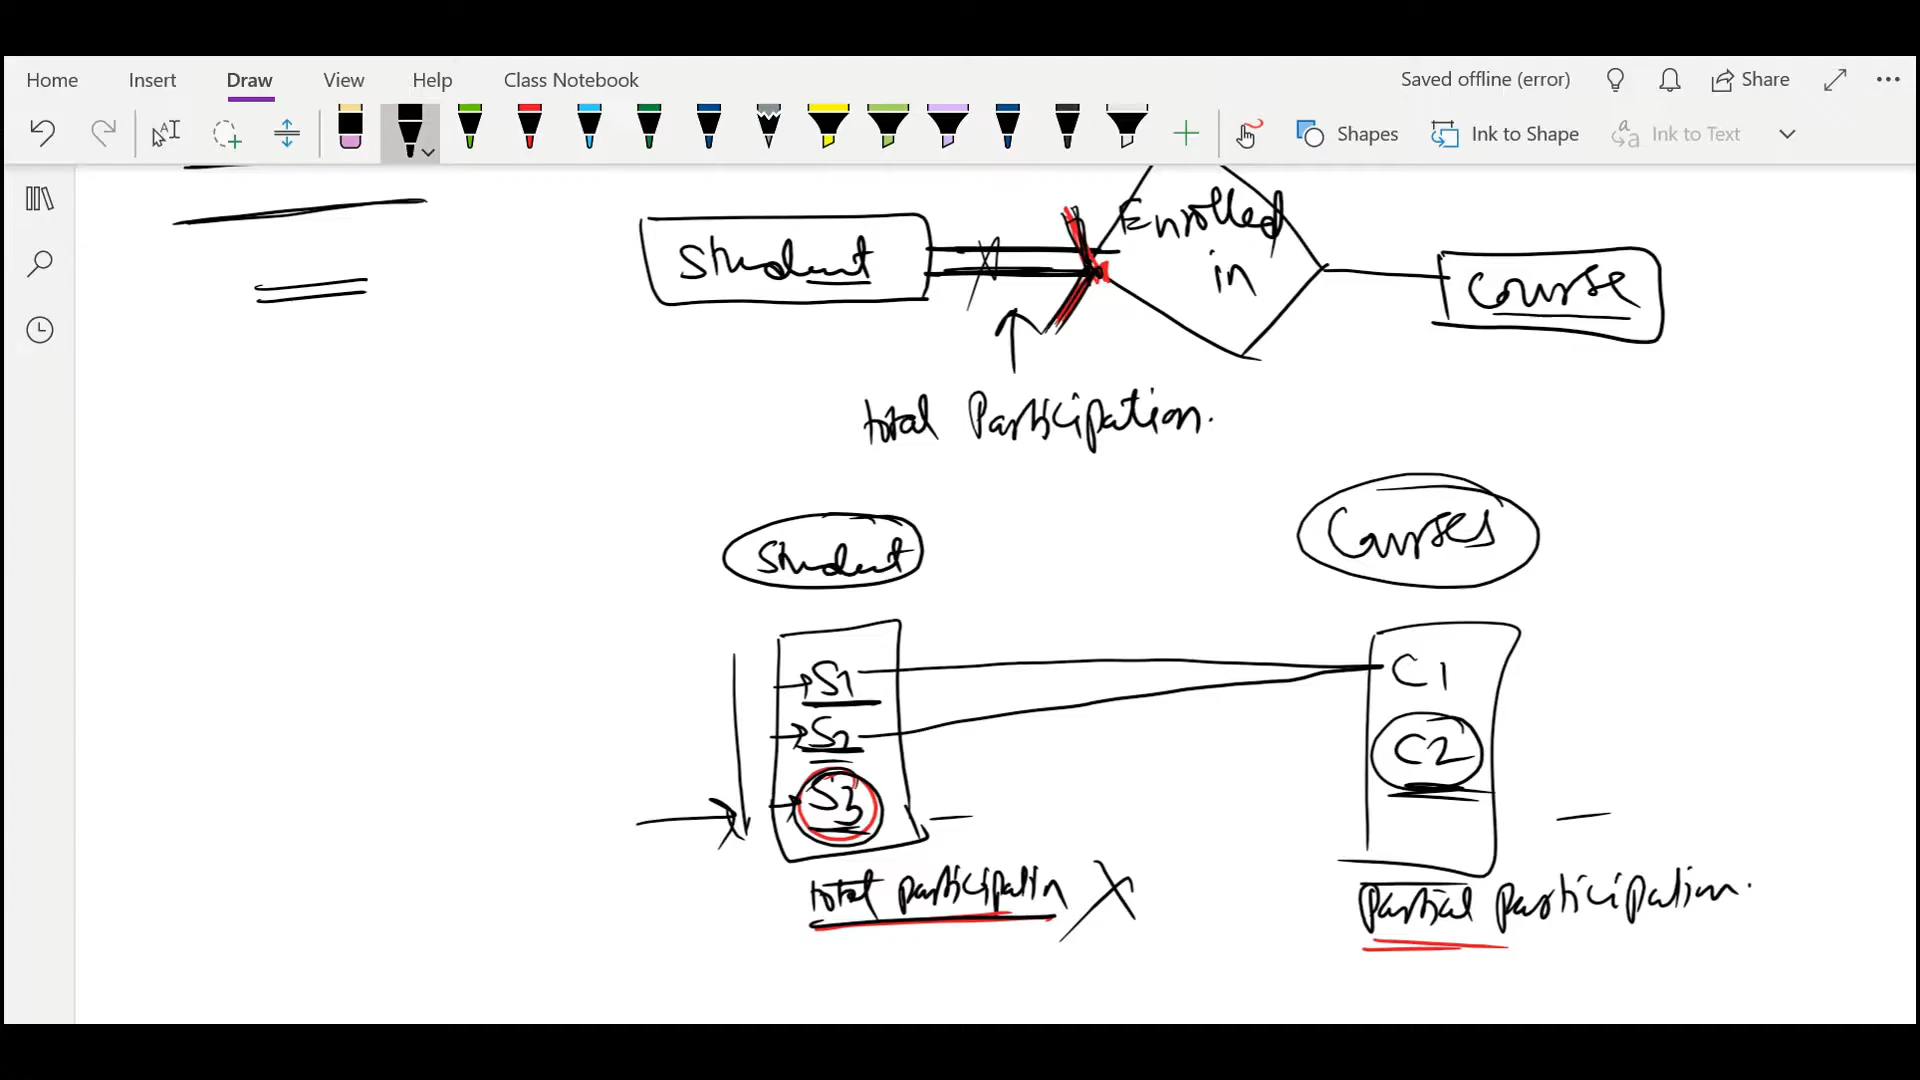 Home Insert Draw View Help Class Notebook Saved offline (error) Share
Shapes Ink to Shape Ink to Text
Student Enrolled in Course
total Participation.
Student Courses
S1 C1
S2 C2
S3
total participatin X partial participation.